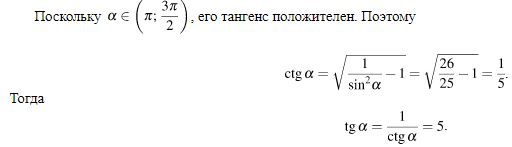 Поскольку α ∈ (π; 3π/2), его тангенс положителен. Поэтому
ctg α = √(1/sin²α − 1) = √(26/25 − 1) = 1/5.
Тогда
tg α = 1/ctg α = 5.